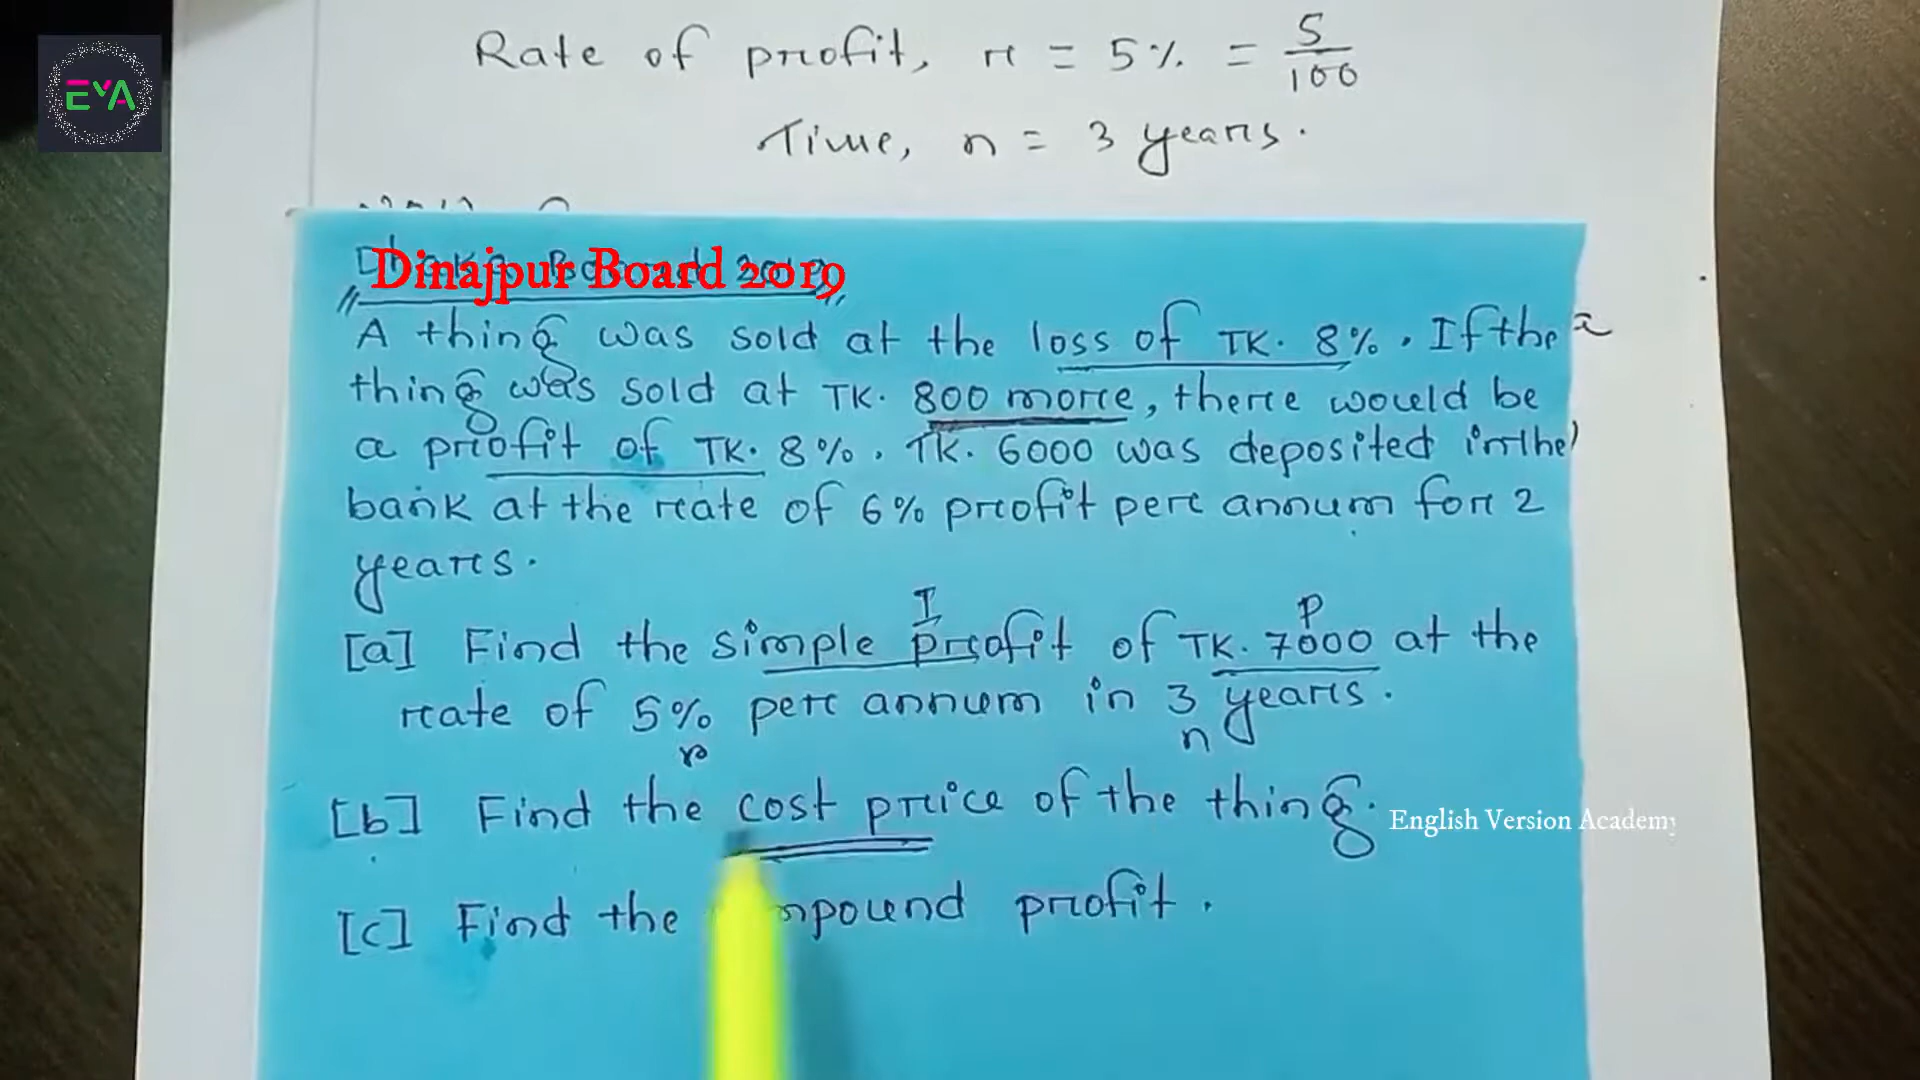 Rate of profit, r = 5% = 5/100
Time, n = 3 years.
EVA
Dinajpur Board 2019
A thing was sold at the loss of TK. 8%. If the
thing was sold at TK. 800 more, there would be
a profit of TK. 8%. TK. 6000 was deposited in the
bank at the rate of 6% profit per annum for 2
years.
I P
[a] Find the simple profit of TK. 7000 at the
rate of 5% per annum in 3 years.
r n
[b] Find the cost price of the thing.
English Version Academy
[c] Find the profit.